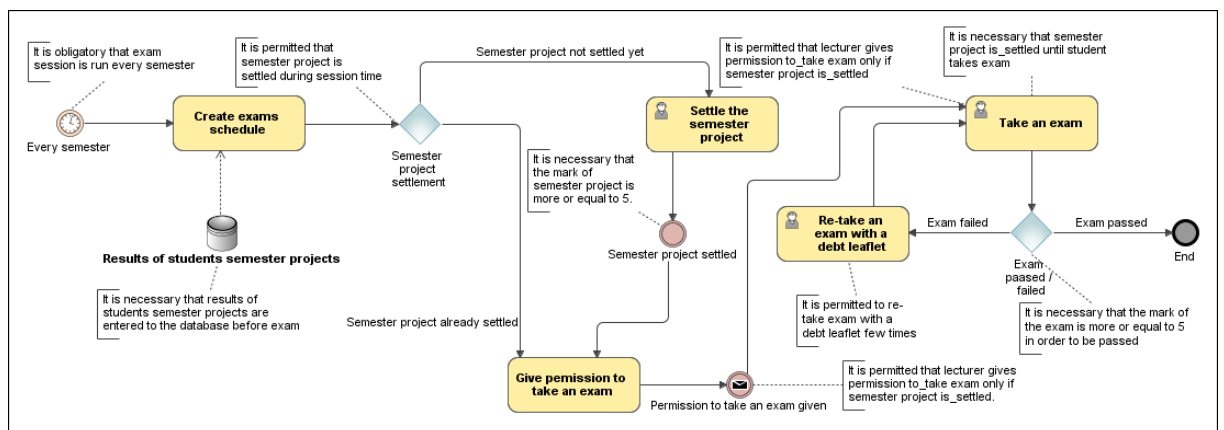 It is obligatory that exam
session is run every semester
Every semester
Create exams
schedule
Results of students semester projects
It is necessary that results of
students semester projects are
entered to the database before exam
It is permitted that
semester project is
settled during session time
Semester
project
settlement
Semester project not settled yet
Semester project already settled
Settle the
semester
project
It is necessary that
the mark of
semester project is
more or equal to 5.
Semester project settled
Give pemission to
take an exam
Permission to take an exam given
It is permitted that lecturer gives
permission to_take exam only if
semester project is_settled.
It is permitted that lecturer gives
permission to_take exam only if
semester project is_settled
It is necessary that semester
project is_settled until student
takes exam
Take an exam
Re-take an
exam with a
debt leaflet
Exam failed
Exam passed
Exam
paassed /
failed
End
It is permitted to re-
take exam with a
debt leaflet few times
It is necessary that the mark of
the exam is more or equal to 5
in order to be passed